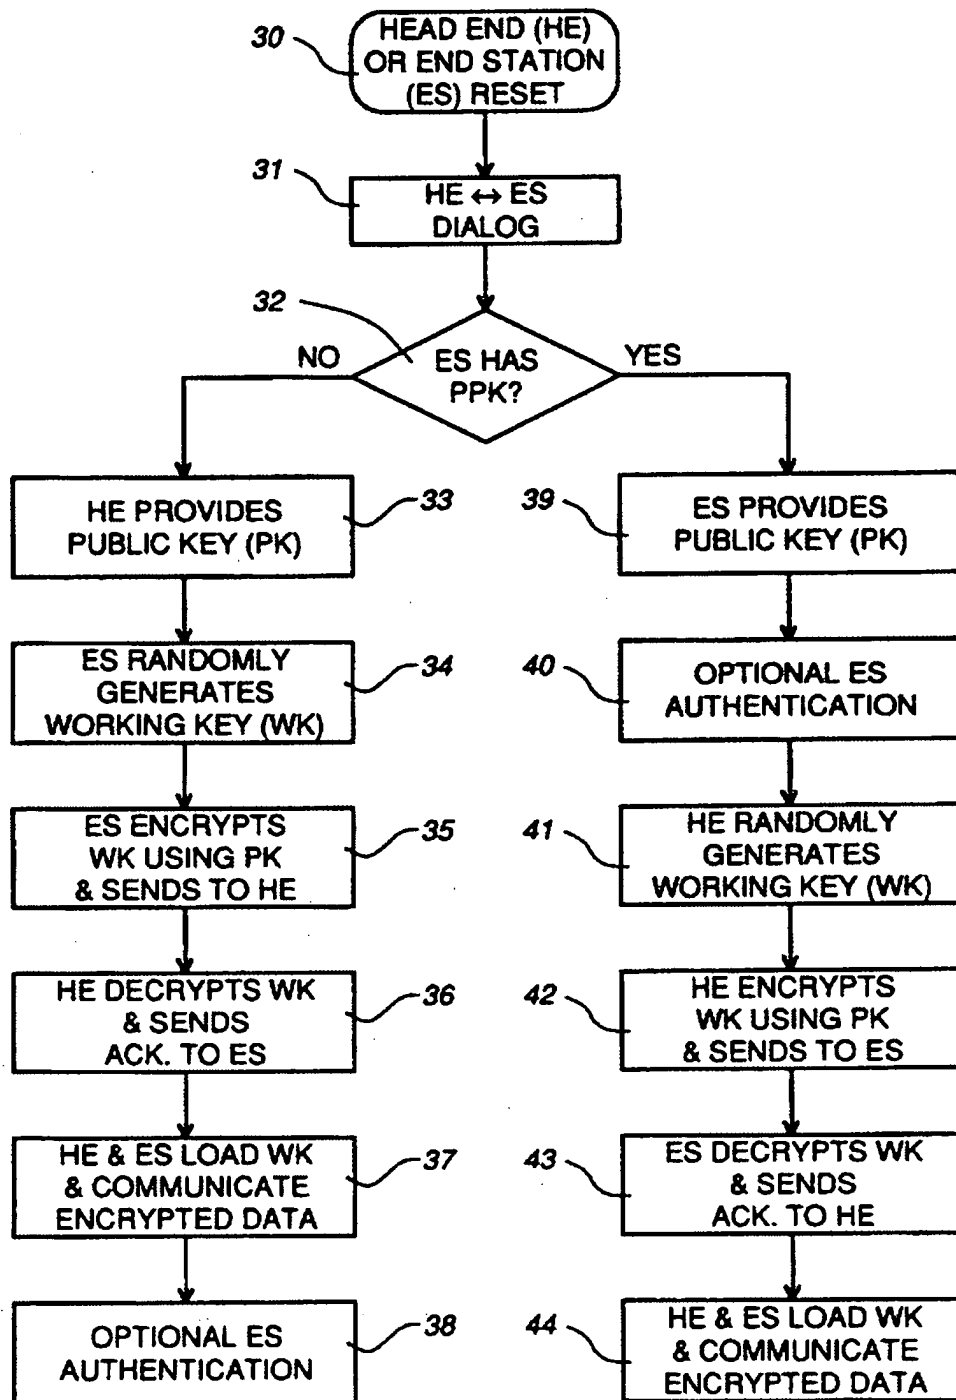 30
HEAD END (HE)
OR END STATION
(ES) RESET
31
HE ↔ ES
DIALOG
32
ES HAS
PPK?
NO
YES
HE PROVIDES
PUBLIC KEY (PK)
33
ES RANDOMLY
GENERATES
WORKING KEY (WK)
34
ES ENCRYPTS
WK USING PK
& SENDS TO HE
35
HE DECRYPTS WK
& SENDS
ACK. TO ES
36
HE & ES LOAD WK
& COMMUNICATE
ENCRYPTED DATA
37
OPTIONAL ES
AUTHENTICATION
38
39
ES PROVIDES
PUBLIC KEY (PK)
40
OPTIONAL ES
AUTHENTICATION
41
HE RANDOMLY
GENERATES
WORKING KEY (WK)
42
HE ENCRYPTS
WK USING PK
& SENDS TO ES
43
ES DECRYPTS WK
& SENDS
ACK. TO HE
44
HE & ES LOAD WK
& COMMUNICATE
ENCRYPTED DATA